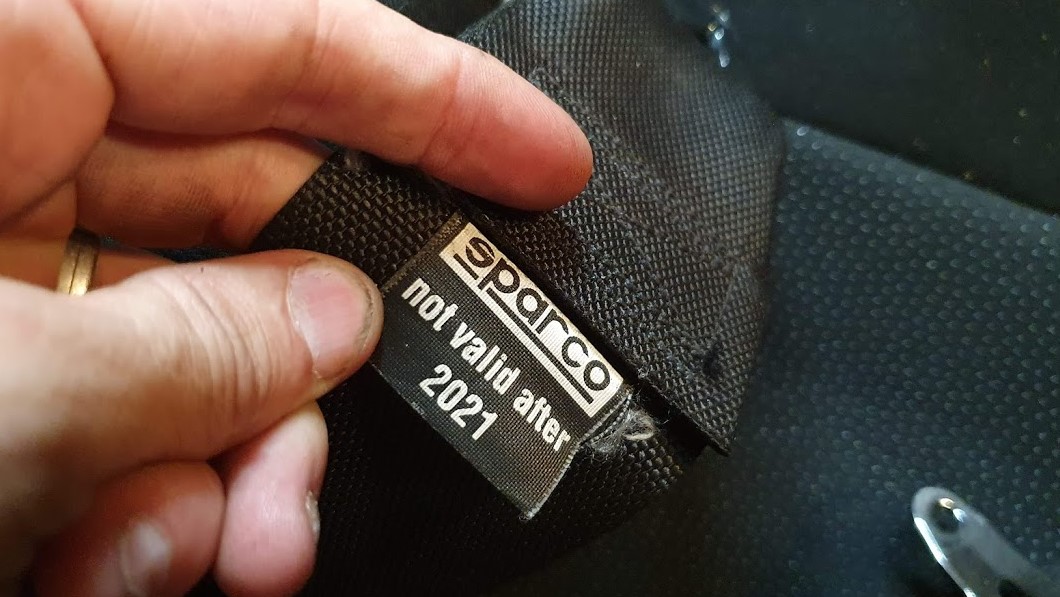 sparco
not valid after
2021